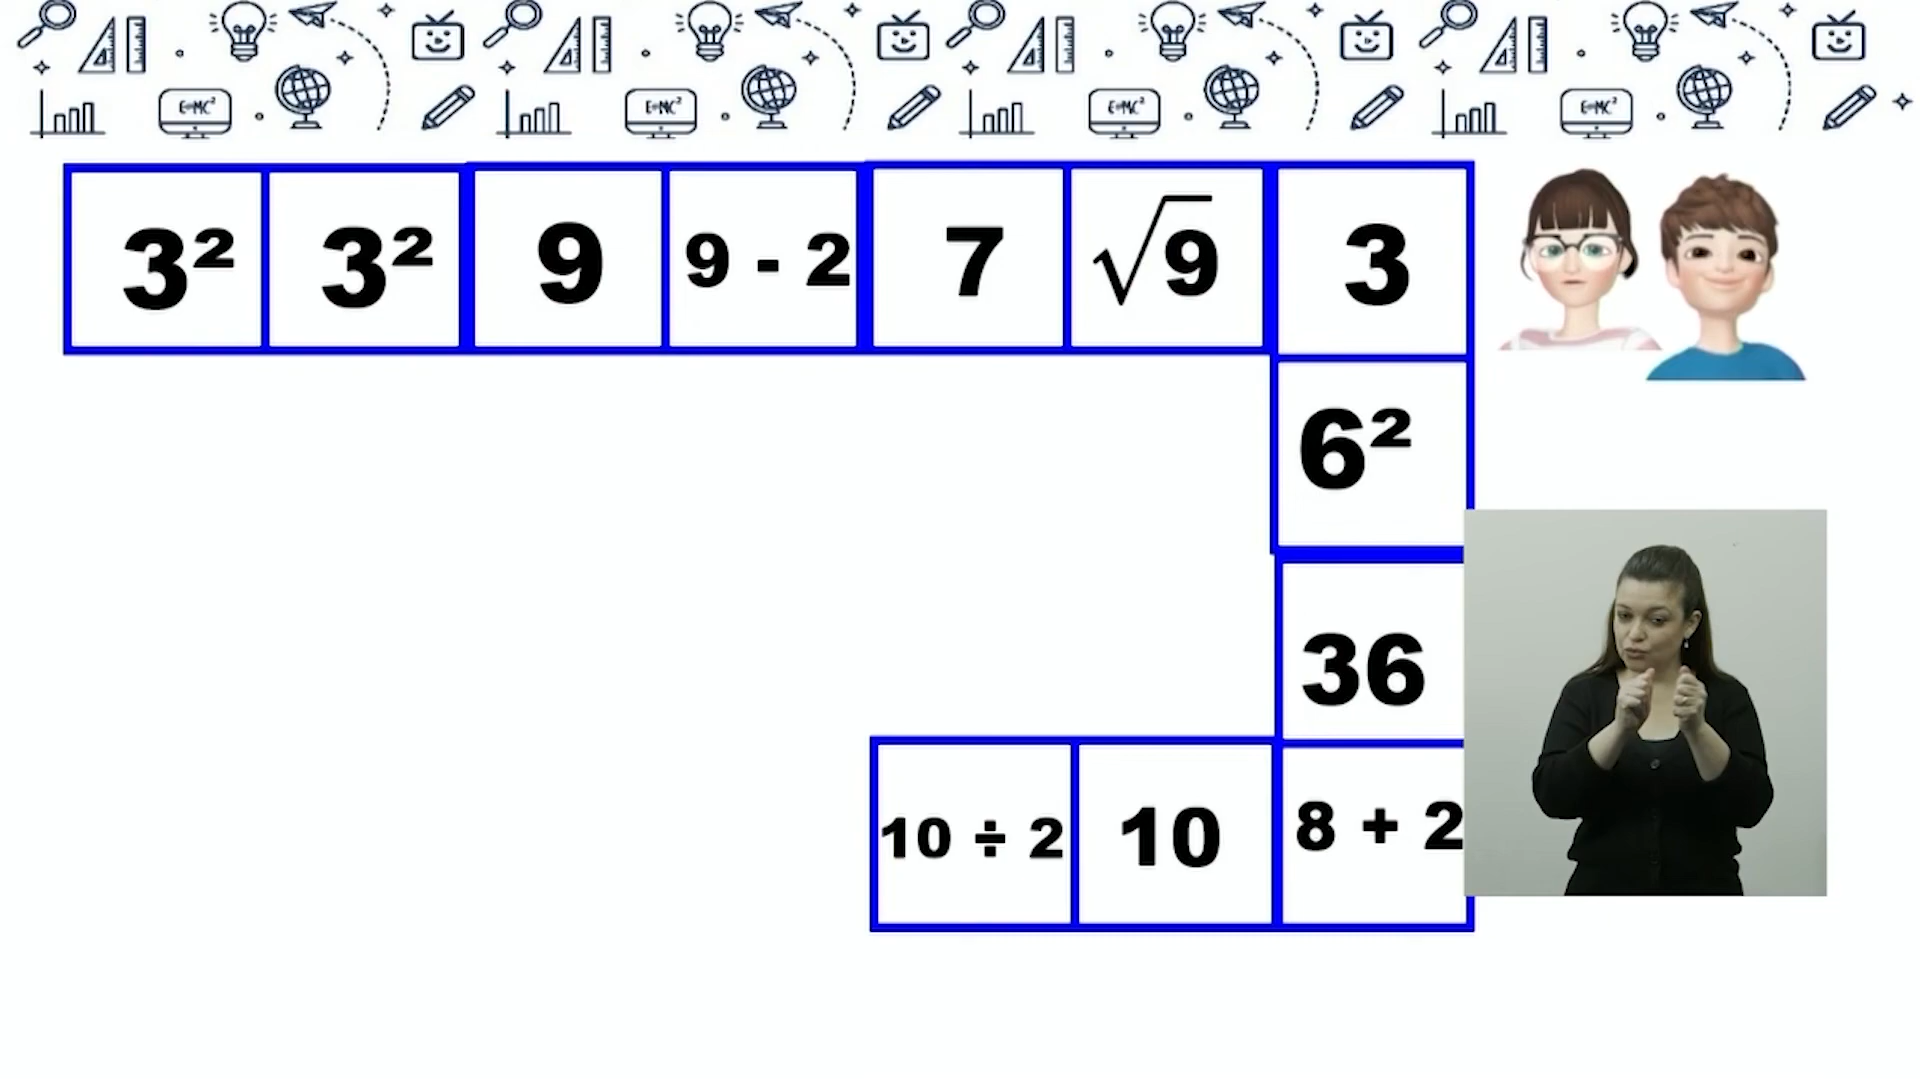 E=MC² E=MC² E=MC² E=MC²
3² 3² 9 9 - 2 7 √9 3
6²
36
10 ÷ 2 10 8 + 2